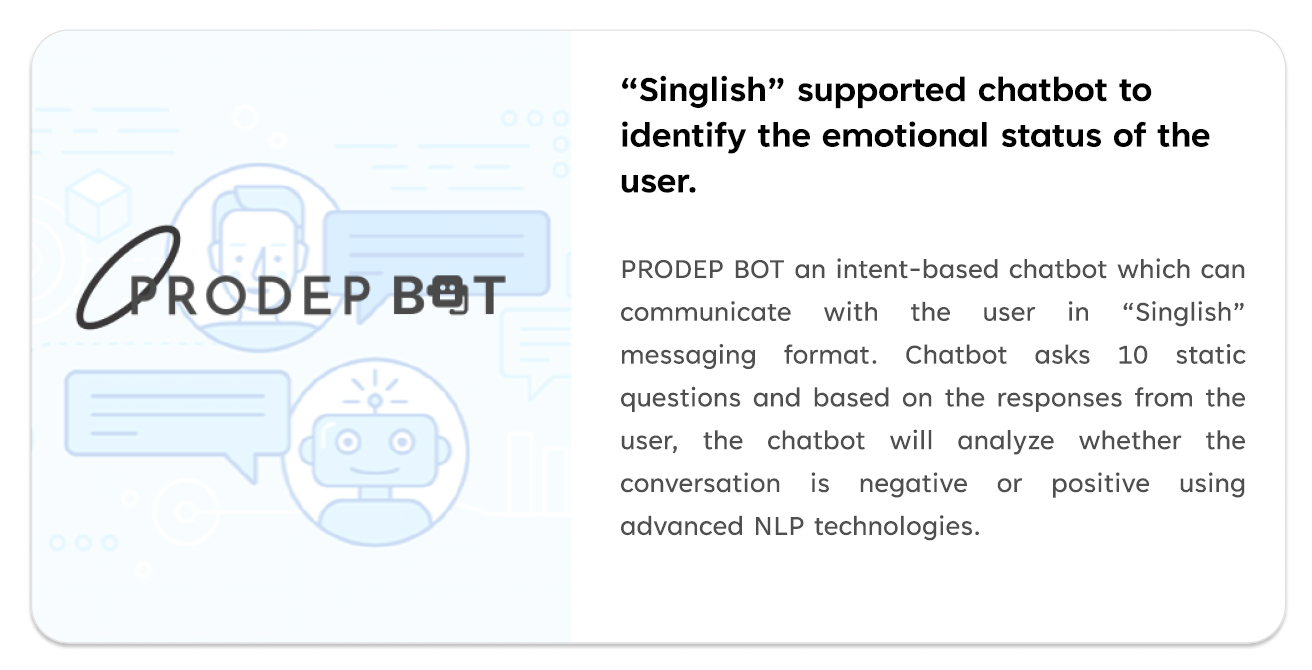 PRODEP BOT
“Singlish” supported chatbot to
identify the emotional status of the
user.
PRODEP BOT an intent-based chatbot which can
communicate with the user in “Singlish”
messaging format. Chatbot asks 10 static
questions and based on the responses from the
user, the chatbot will analyze whether the
conversation is negative or positive using
advanced NLP technologies.